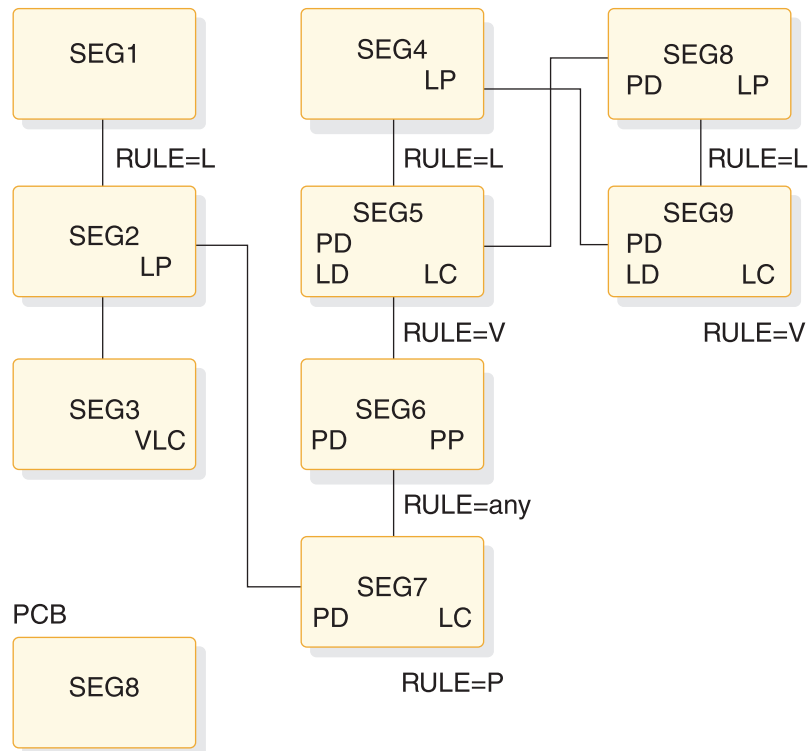 SEG1
RULE=L
SEG2
LP
SEG3
VLC
PCB
SEG8
SEG4
LP
RULE=L
SEG5
PD
LD LC
RULE=V
SEG6
PD PP
RULE=any
SEG7
PD LC
RULE=P
SEG8
PD LP
RULE=L
SEG9
PD
LD LC
RULE=V